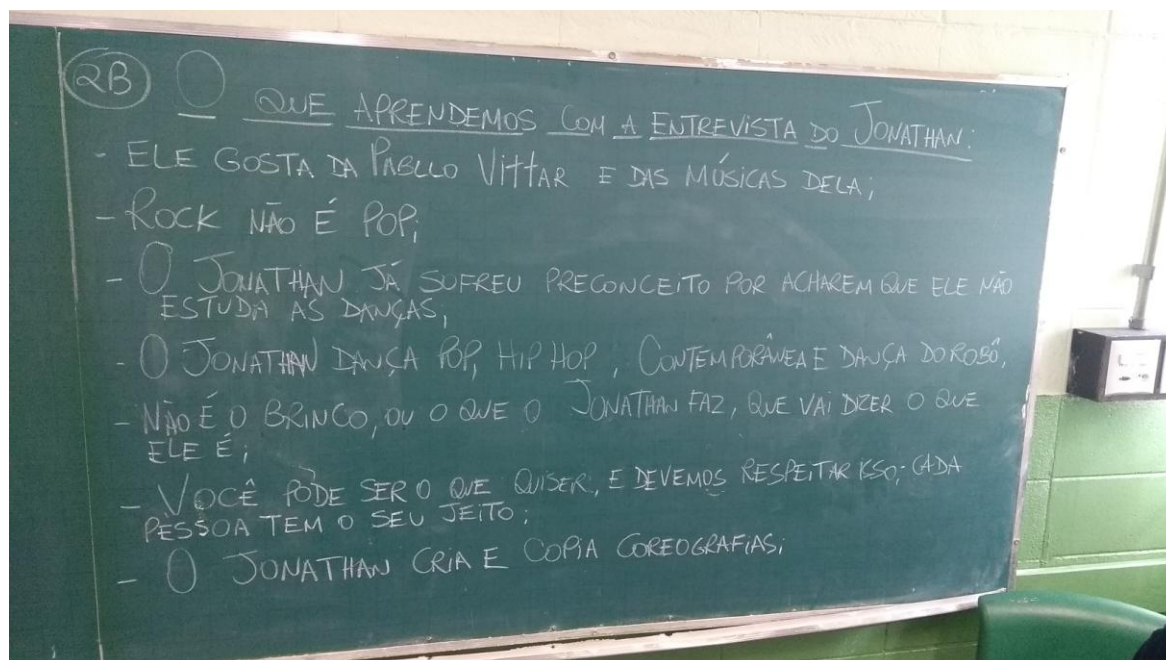 2B O QUE APRENDEMOS COM A ENTREVISTA DO JONATHAN:
- ELE GOSTA DA PABLLO VITTAR E DAS MÚSICAS DELA;
- ROCK NÃO É POP;
- O JONATHAN JÁ SOFREU PRECONCEITO POR ACHAREM QUE ELE NÃO
ESTUDA AS DANÇAS;
- O JONATHAN DANÇA POP, HIP HOP, CONTEMPORÂNEA E DANÇA DO ROBÔ;
- NÃO É O BRINCO, OU O QUE O JONATHAN FAZ, QUE VAI DIZER O QUE
ELE É;
- VOCÊ PODE SER O QUE QUISER, E DEVEMOS RESPEITAR ISSO; CADA
PESSOA TEM O SEU JEITO;
- O JONATHAN CRIA E COPIA COREOGRAFIAS;